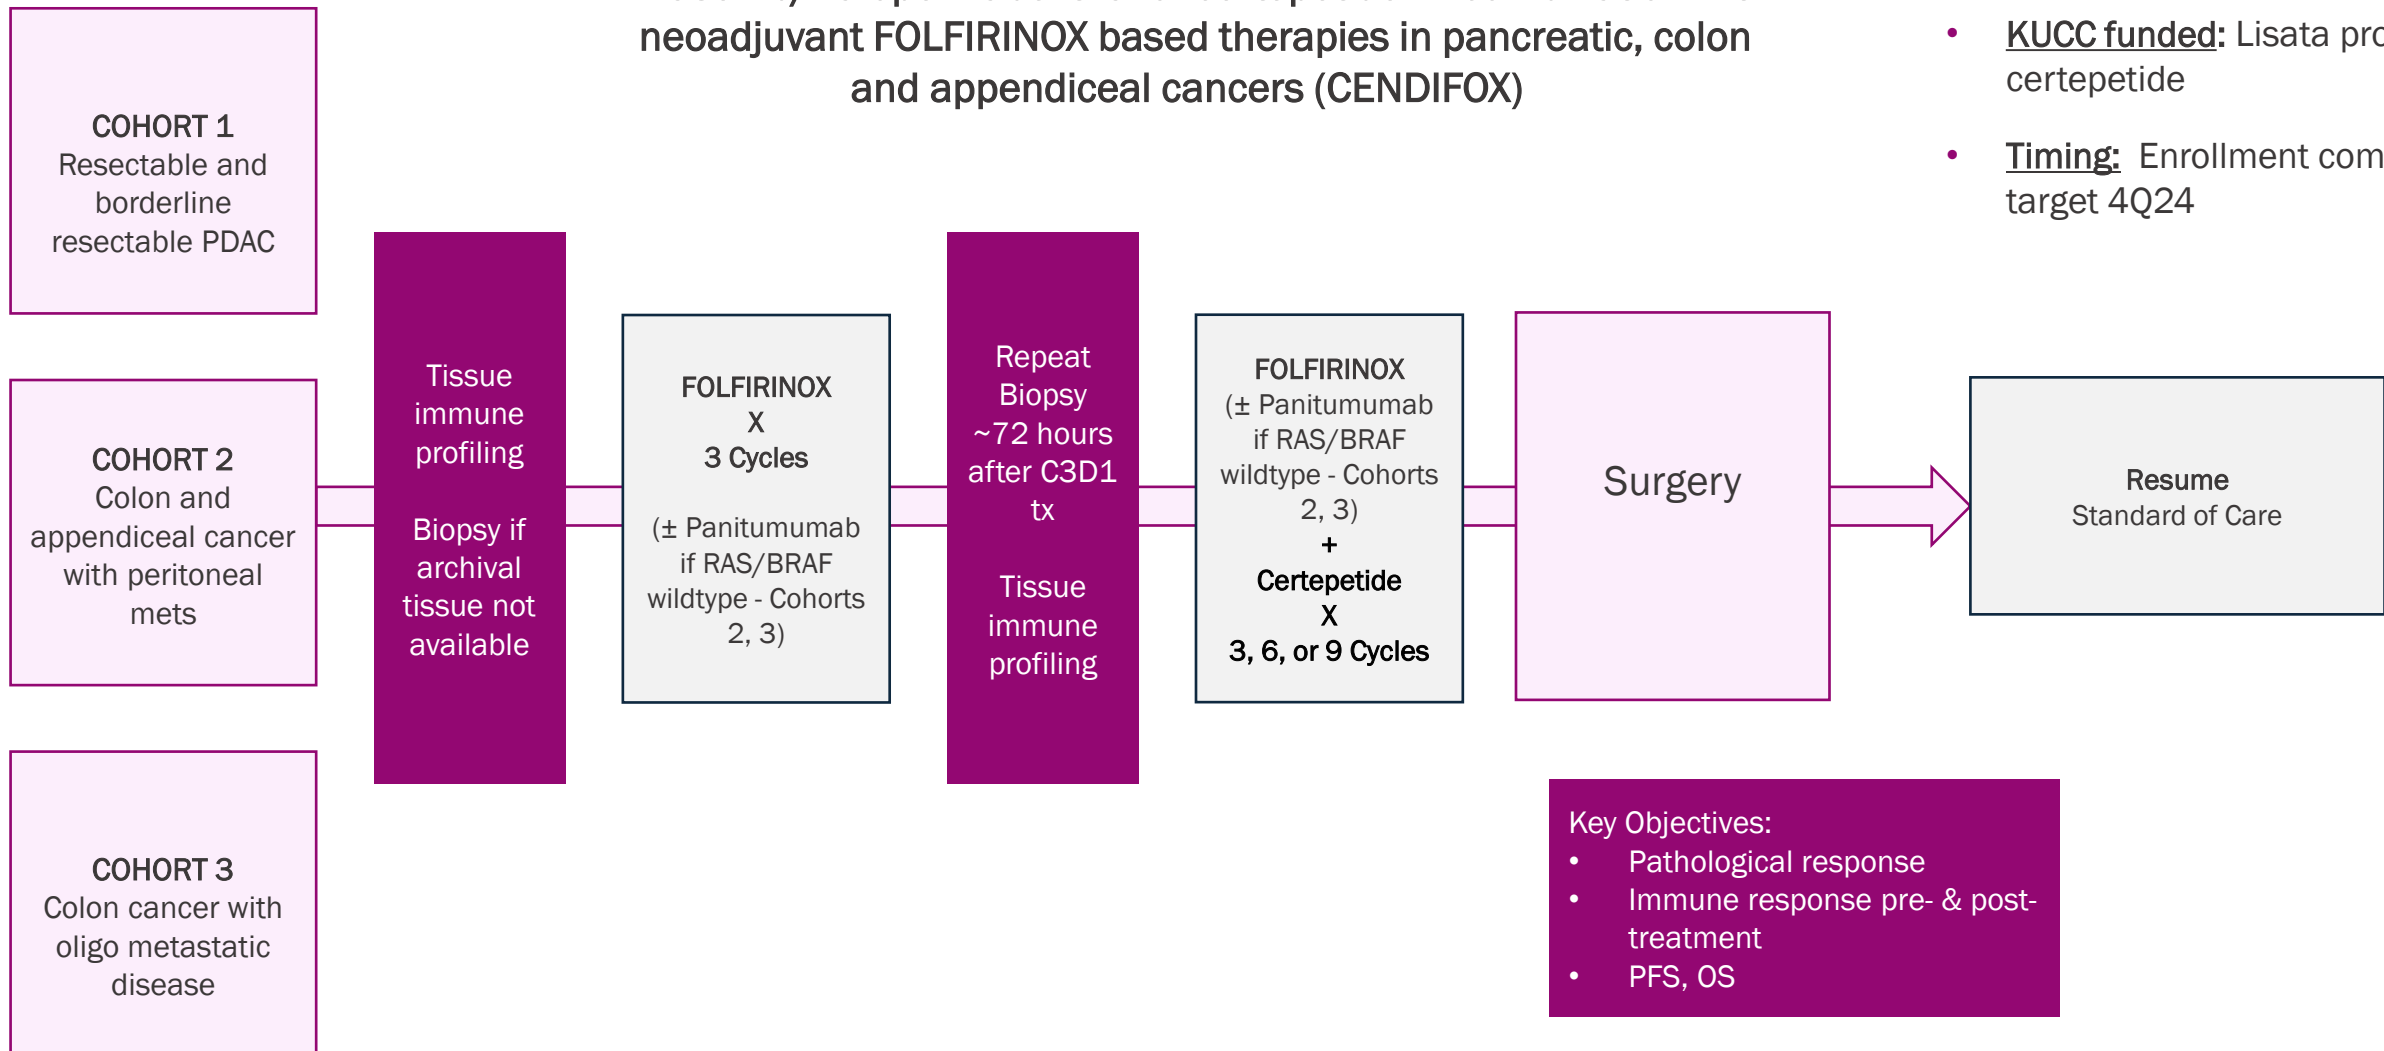 neoadjuvant FOLFIRINOX based therapies in pancreatic, colon
and appendiceal cancers (CENDIFOX)
• KUCC funded: Lisata
certepetide
• Timing: Enrollment
target 4Q24
COHORT 1
Resectable and
borderline
resectable PDAC
COHORT 2
Colon and
appendiceal cancer
with peritoneal
mets
COHORT 3
Colon cancer with
oligo metastatic
disease
Tissue
immune
profiling
Biopsy if
archival
tissue not
available
FOLFIRINOX
X
3 Cycles
(± Panitumumab
if RAS/BRAF
wildtype - Cohorts
2, 3)
Repeat
Biopsy
~72 hours
after C3D1
tx
Tissue
immune
profiling
FOLFIRINOX
(± Panitumumab
if RAS/BRAF
wildtype - Cohorts
2, 3)
+
Certepetide
X
3, 6, or 9 Cycles
Surgery
Resume
Standard of Care
Key Objectives:
• Pathological response
• Immune response pre- & post-
treatment
• PFS, OS